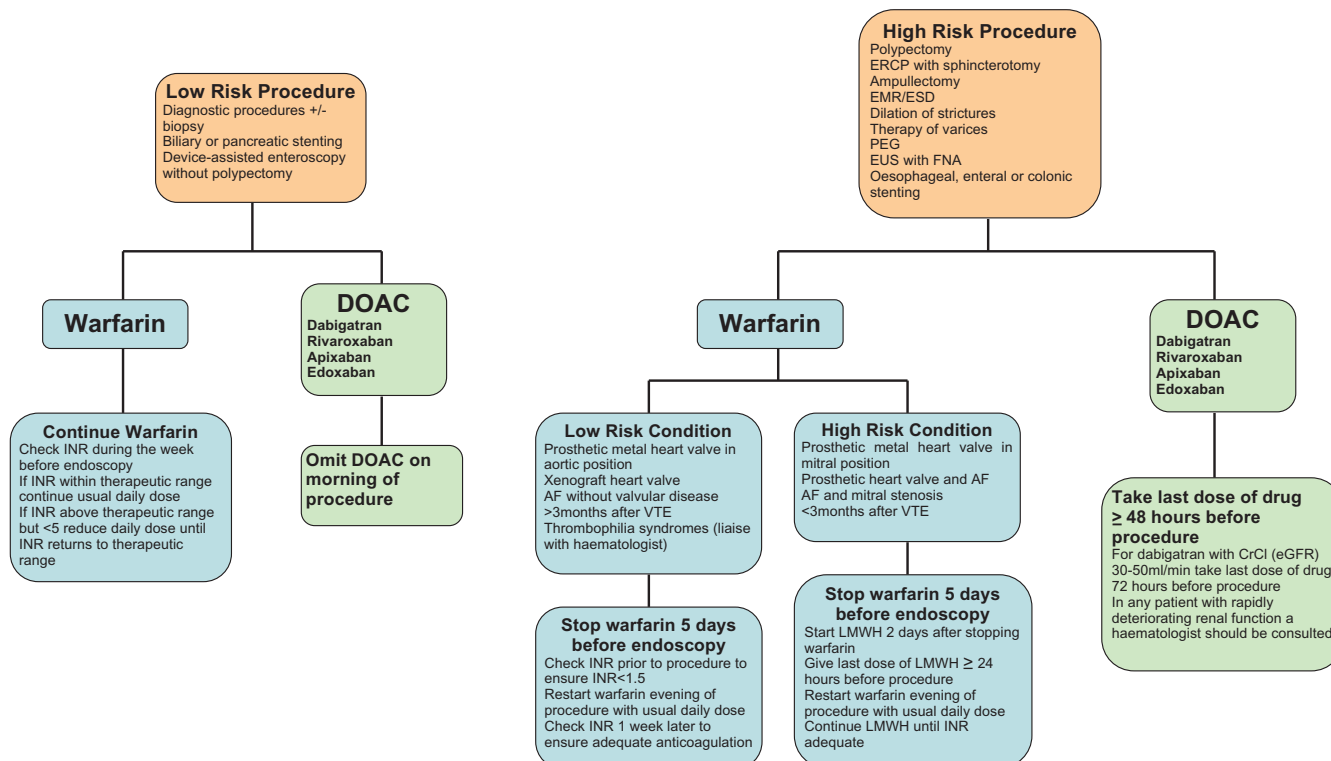 Low Risk Procedure
Diagnostic procedures +/-
biopsy
Biliary or pancreatic stenting
Device-assisted enteroscopy
without polypectomy
Warfarin
DOAC
Dabigatran
Rivaroxaban
Apixaban
Edoxaban
Continue Warfarin
Check INR during the week
before endoscopy
If INR within therapeutic range
continue usual daily dose
If INR above therapeutic range
but <5 reduce daily dose until
INR returns to therapeutic
range
Omit DOAC on
morning of
procedure
High Risk Procedure
Polypectomy
ERCP with sphincterotomy
Ampullectomy
EMR/ESD
Dilation of strictures
Therapy of varices
PEG
EUS with FNA
Oesophageal, enteral or colonic
stenting
Warfarin
DOAC
Dabigatran
Rivaroxaban
Apixaban
Edoxaban
Low Risk Condition
Prosthetic metal heart valve in
aortic position
Xenograft heart valve
AF without valvular disease
>3months after VTE
Thrombophilia syndromes (liaise
with haematologist)
High Risk Condition
Prosthetic metal heart valve in
mitral position
Prosthetic heart valve and AF
AF and mitral stenosis
<3months after VTE
Stop warfarin 5 days
before endoscopy
Check INR prior to procedure to
ensure INR<1.5
Restart warfarin evening of
procedure with usual daily dose
Check INR 1 week later to
ensure adequate anticoagulation
Stop warfarin 5 days
before endoscopy
Start LMWH 2 days after stopping
warfarin
Give last dose of LMWH ≥ 24
hours before procedure
Restart warfarin evening of
procedure with usual daily dose
Continue LMWH until INR
adequate
Take last dose of drug
≥ 48 hours before
procedure
For dabigatran with CrCl (eGFR)
30-50ml/min take last dose of drug
72 hours before procedure
In any patient with rapidly
deteriorating renal function a
haematologist should be consulted